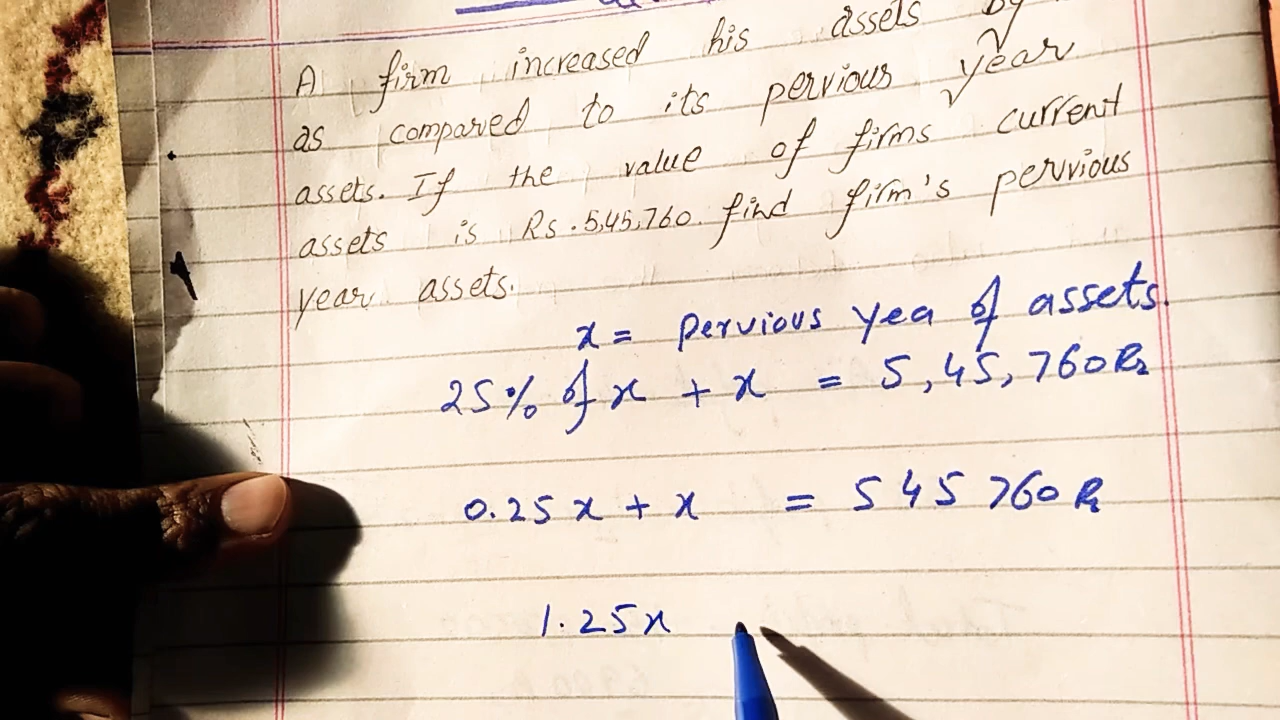 A firm increased his assets by
as compared to its pervious year
assets. If the value of firms current
assets is Rs. 5,45,760. find firm's pervious
year assets.
x = pervious yea of assets.
25% of x + x = 5,45,760Rs
0.25x + x = 545760 Rs
1.25x